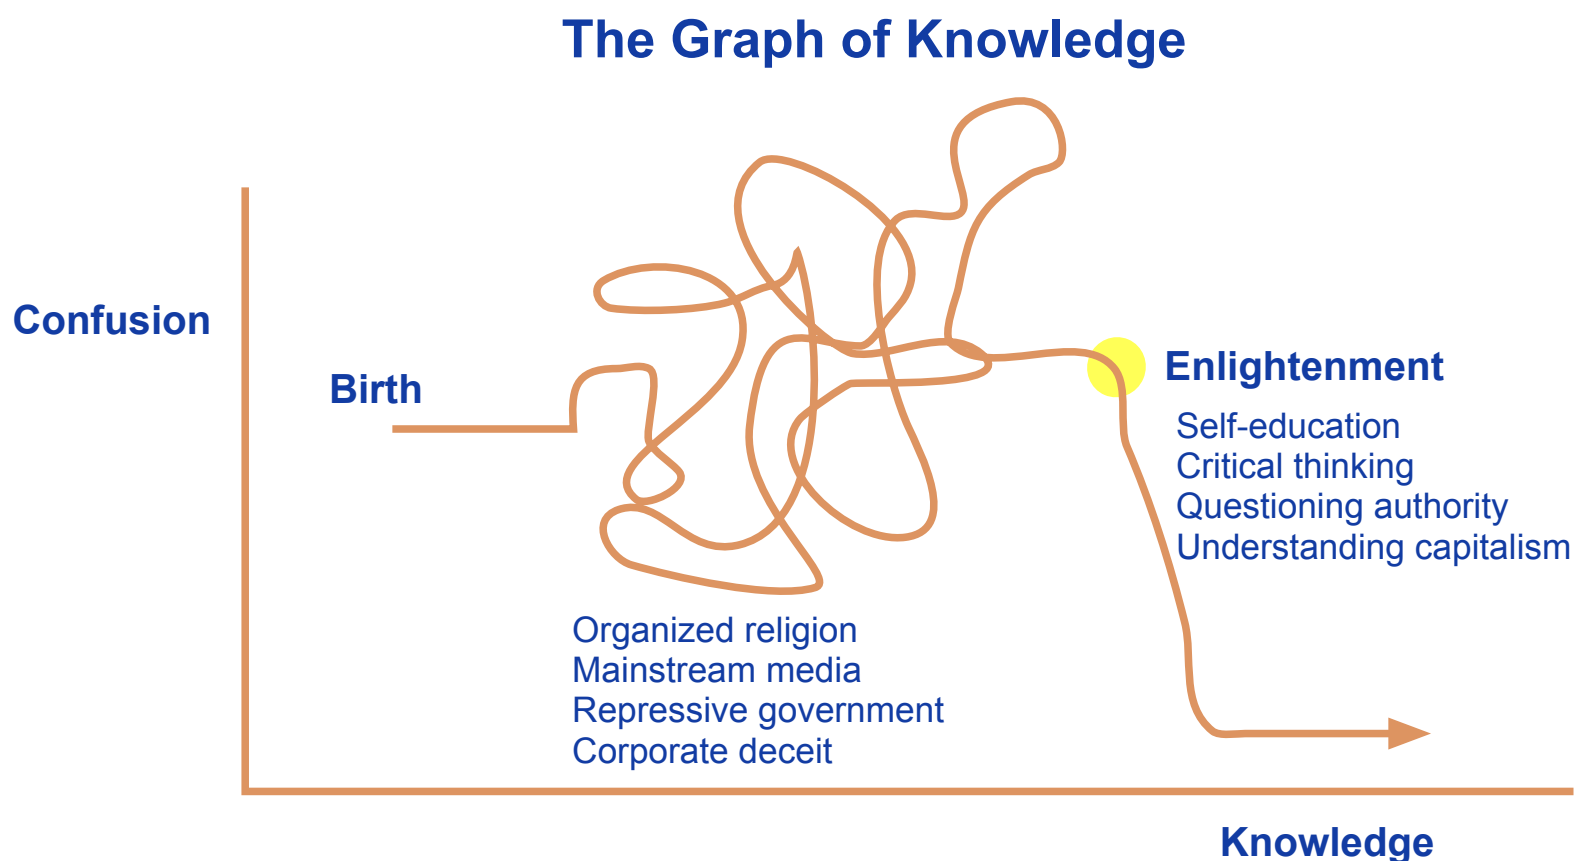 The Graph of Knowledge
Confusion
Birth
Enlightenment
Self-education
Critical thinking
Questioning authority
Understanding capitalism
Organized religion
Mainstream media
Repressive government
Corporate deceit
Knowledge